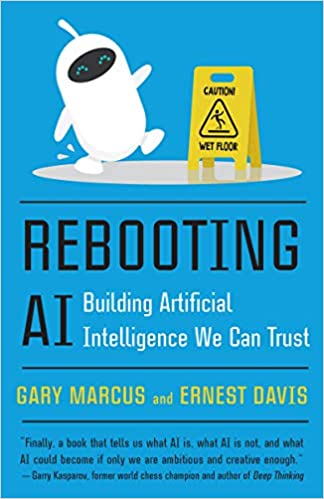 CAUTION!
WET FLOOR
REBOOTING
AI Building Artificial
Intelligence We Can Trust
GARY MARCUS and ERNEST DAVIS
"Finally, a book that tells us what AI is, what AI is not, and what
AI could become if only we are ambitious and creative enough."
— Garry Kasparov, former world chess champion and author of Deep Thinking